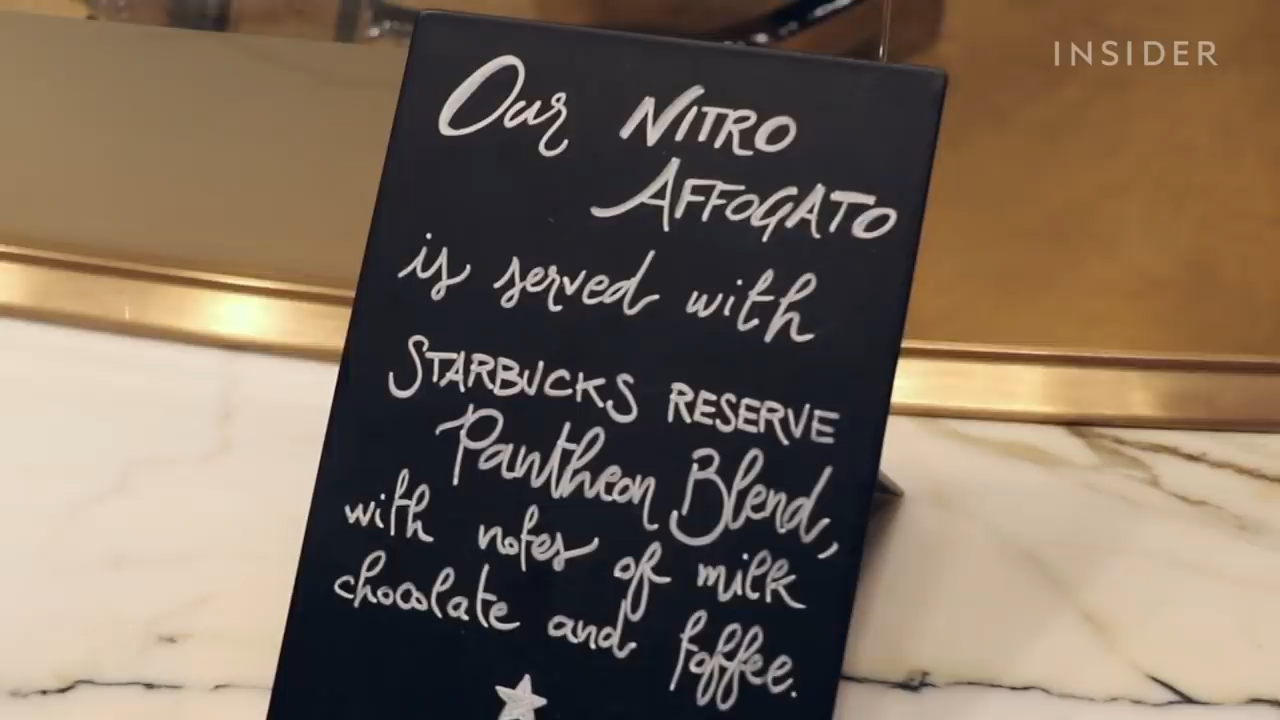 INSIDER
Our NITRO
AFFOGATO
is served with
STARBUCKS RESERVE
Pantheon Blend,
with notes of milk
chocolate and toffee.